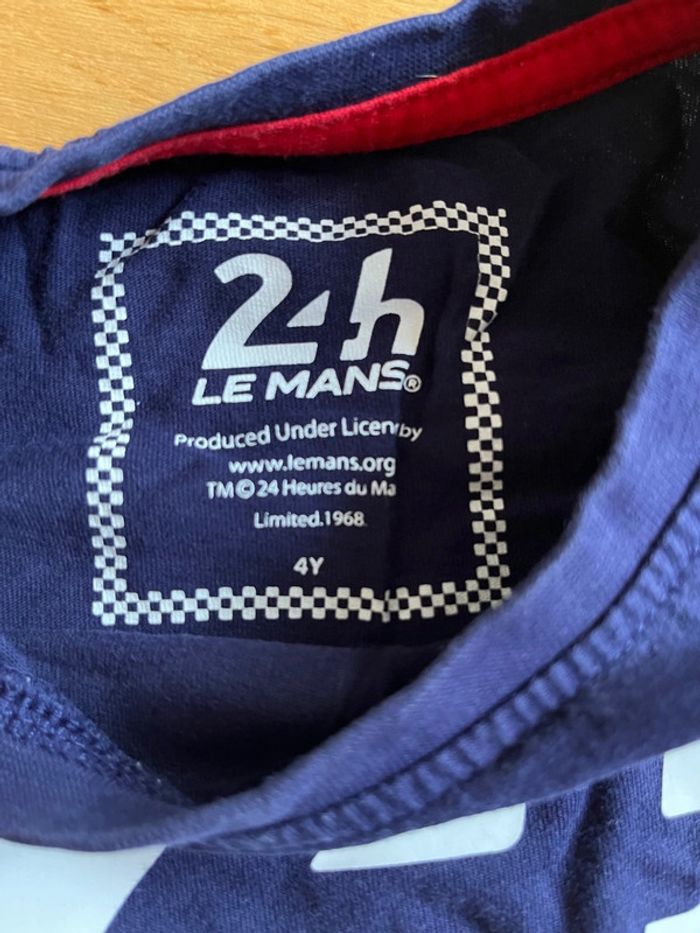 24h
LE MANS®
Produced Under Licen by
www.lemans.org
TM © 24 Heures du Ma
Limited.1968
4Y